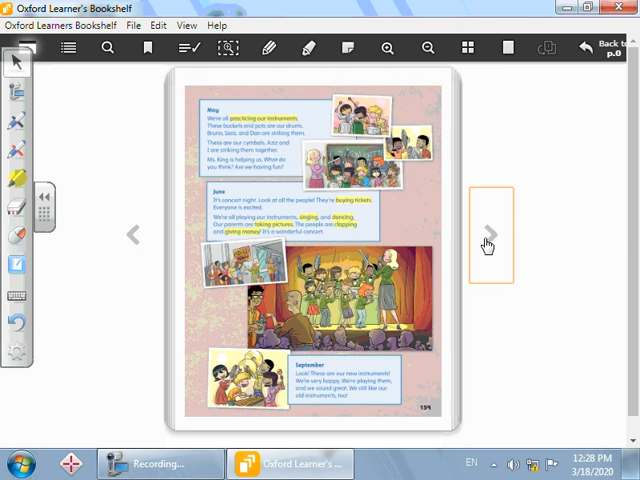 Oxford Learner's Bookshelf
Oxford Learners Bookshelf File Edit View Help
Back to
p.0
May
We're all practicing our instruments.
These buckets and pots are our drums.
Bruno, Sara, and Dan are striking them.
These are our cymbals. Aziz and
I are striking them together.
Ms. King is helping us. What do
you think? Are we having fun?
June
It's concert night. Look at all the people! They're buying tickets.
Everyone is excited.
We're all playing our instruments, singing, and dancing.
Our parents are taking pictures. The people are clapping
and giving money! It's a wonderful concert.
September
Look! These are our new instruments!
We're very happy. We're playing them,
and we sound great! We still like our
old instruments, too!
159
Recording...
Oxford Learner's ...
EN
12:28 PM
3/18/2020